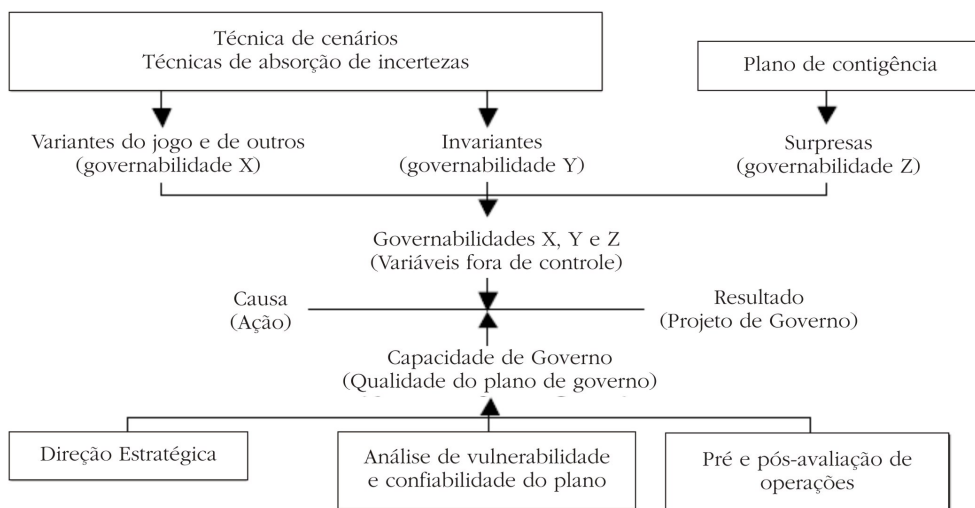 Técnica de cenários
Técnicas de absorção de incertezas
Plano de contigência
Variantes do jogo e de outros
(governabilidade X)
Invariantes
(governabilidade Y)
Surpresas
(governabilidade Z)
Governabilidades X, Y e Z
(Variáveis fora de controle)
Causa
(Ação)
Resultado
(Projeto de Governo)
Capacidade de Governo
(Qualidade do plano de governo)
Direção Estratégica
Análise de vulnerabilidade
e confiabilidade do plano
Pré e pós-avaliação de
operações